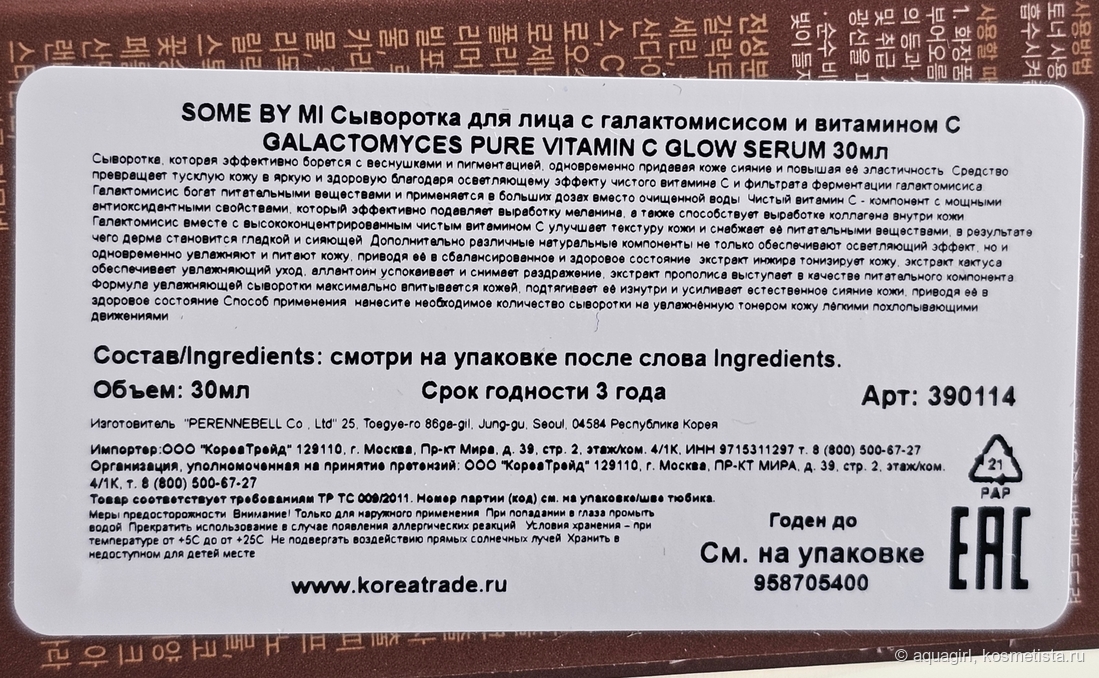 SOME BY MI Сыворотка для лица с галактомисисом и витамином С
GALACTOMYCES PURE VITAMIN C GLOW SERUM 30мл
Сыворотка, которая эффективно борется с веснушками и пигментацией, одновременно придавая коже сияние и повышая её эластичность Средство
превращает тусклую кожу в яркую и здоровую благодаря осветляющему эффекту чистого витамина С и фильтрата ферментации галактомисиса
Галактомисис богат питательными веществами и применяется в больших дозах вместо очищенной воды Чистый витамин С - компонент с мощными
антиоксидантными свойствами, который эффективно подавляет выработку меланина, а также способствует выработке коллагена внутри кожи
Галактомисис вместе с высококонцентрированным чистым витамином С улучшает текстуру кожи и снабжает её питательными веществами, в результате
чего дерма становится гладкой и сияющей Дополнительно различные натуральные компоненты не только обеспечивают осветляющий эффект, но и
одновременно увлажняют и питают кожу, приводя её в сбалансированное и здоровое состояние экстракт инжира тонизирует кожу, экстракт кактуса
обеспечивает увлажняющий уход, аллантоин успокаивает и снимает раздражение, экстракт прополиса выступает в качестве питательного компонента
Формула увлажняющей сыворотки максимально впитывается кожей, подтягивает её изнутри и усиливает естественное сияние кожи, приводя её в
здоровое состояние Способ применения нанесите необходимое количество сыворотки на увлажнённую тонером кожу лёгкими похлопывающими
движениями
Состав/Ingredients: смотри на упаковке после слова Ingredients.
Объем: 30мл Срок годности 3 года Арт: 390114
Изготовитель "PERENNEBELL Co , Ltd" 25, Toegye-ro 86ga-gil, Jung-gu, Seoul, 04584 Республика Корея
Импортер:ООО "КореаТрейд" 129110, г. Москва, Пр-кт Мира, д. 39, стр. 2, этаж/ком. 4/1К, ИНН 9715311297 т. 8 (800) 500-67-27
Организация, уполномоченная на принятие претензий: ООО "КореаТрейд" 129110, г. Москва, ПР-КТ МИРА, д. 39, стр. 2, этаж/ком.
4/1К, т. 8 (800) 500-67-27
Товар соответствует требованиям ТР ТС 009/2011. Номер партии (код) см. на упаковке/шве тюбика.
Меры предосторожности Внимание! Только для наружного применения При попадании в глаза промыть
водой Прекратить использование в случае появления аллергических реакций Условия хранения – при
температуре от +5С до от +25С Не подвергать воздействию прямых солнечных лучей Хранить в
недоступном для детей месте
21
PAP
EAC
Годен до
См. на упаковке
958705400
www.koreatrade.ru
© aquagirl, kosmetista.ru